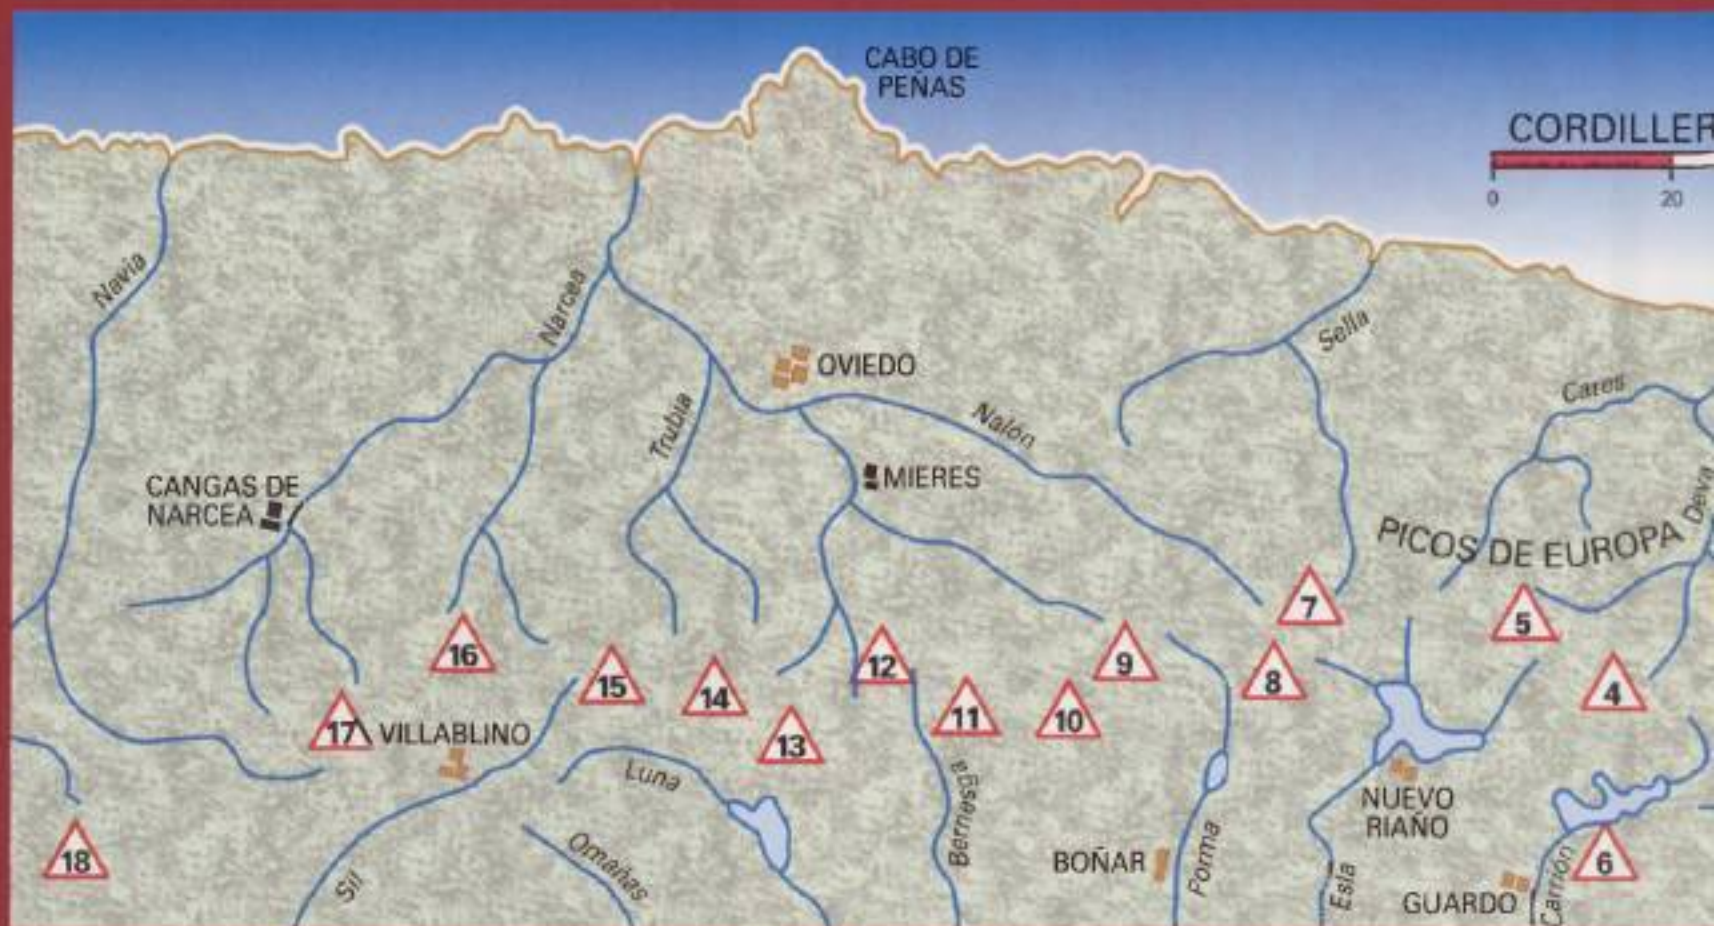 CABO DE
PEÑAS
CORDILLER
0 20
Navia
Narcea
Sella
OVIEDO
Cares
Trubia
Nalón
MIERES
CANGAS DE
NARCEA
Deva
PICOS DE EUROPA
7
5
16
15
14
12
9
8
4
17
VILLABLINO
13
11
10
Luna
Bernesga
NUEVO
RIAÑO
18
Sil
Omañas
BOÑAR
Porma
Esla
GUARDO
Carrión
6